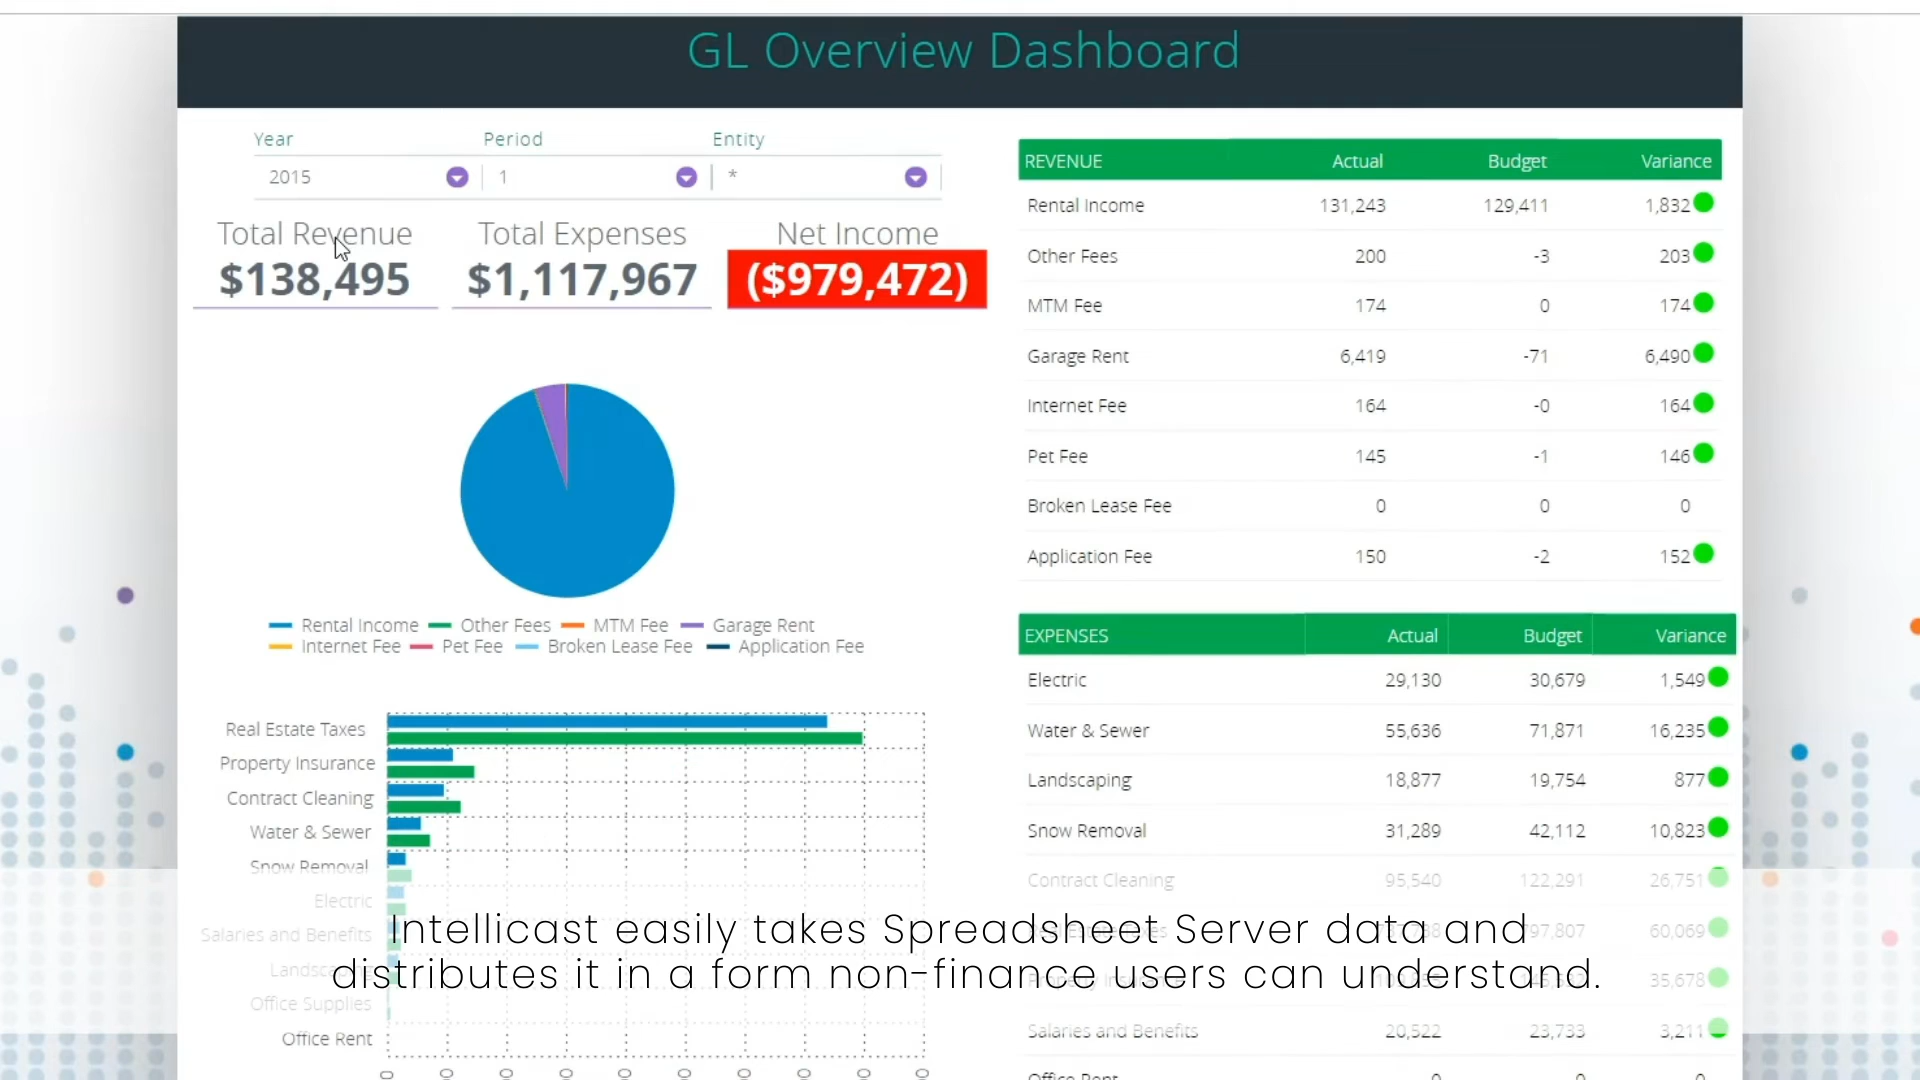 GL Overview Dashboard
Year Period Entity
2015 1 *
Total Revenue Total Expenses Net Income
$138,495 $1,117,967 ($979,472)
Rental Income Other Fees MTM Fee Garage Rent
Internet Fee Pet Fee Broken Lease Fee Application Fee
Real Estate Taxes
Property Insurance
Contract Cleaning
Water & Sewer
Snow Removal
Electric
Salaries and Benefits
Office Supplies
Office Rent
REVENUE Actual Budget Variance
Rental Income 131,243 129,411 1,832
Other Fees 200 -3 203
MTM Fee 174 0 174
Garage Rent 6,419 -71 6,490
Internet Fee 164 -0 164
Pet Fee 145 -1 146
Broken Lease Fee 0 0 0
Application Fee 150 -2 152
EXPENSES Actual Budget Variance
Electric 29,130 30,679 1,549
Water & Sewer 55,636 71,871 16,235
Landscaping 18,877 19,754 877
Snow Removal 31,289 42,112 10,823
Contract Cleaning 95,540 122,291 26,751
797,807 60,069
35,678
Salaries and Benefits 20,522 23,733 3,211
Office Rent 0 0 0
Intellicast easily takes Spreadsheet Server data and
distributes it in a form non-finance users can understand.